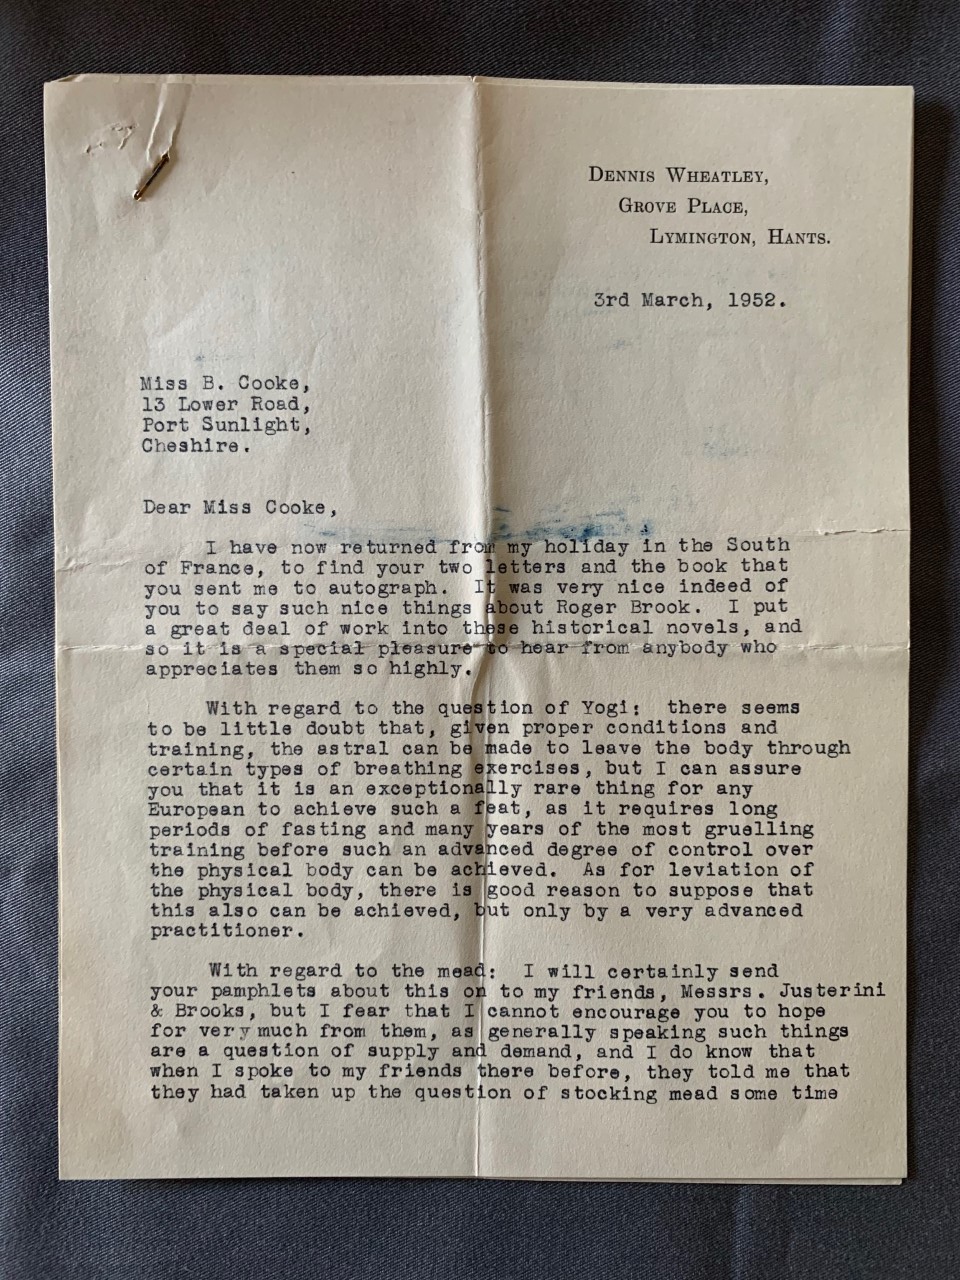 Dennis Wheatley,
Grove Place,
Lymington, Hants.
3rd March, 1952.
Miss B. Cooke,
13 Lower Road,
Port Sunlight,
Cheshire.
Dear Miss Cooke,
I have now returned from my holiday in the South
of France, to find your two letters and the book that
you sent me to autograph. It was very nice indeed of
you to say such nice things about Roger Brook. I put
a great deal of work into these historical novels, and
so it is a special pleasure to hear from anybody who
appreciates them so highly.
With regard to the question of Yogi: there seems
to be little doubt that, given proper conditions and
training, the astral can be made to leave the body through
certain types of breathing exercises, but I can assure
you that it is an exceptionally rare thing for any
European to achieve such a feat, as it requires long
periods of fasting and many years of the most gruelling
training before such an advanced degree of control over
the physical body can be achieved. As for leviation of
the physical body, there is good reason to suppose that
this also can be achieved, but only by a very advanced
practitioner.
With regard to the mead: I will certainly send
your pamphlets about this on to my friends, Messrs. Justerini
& Brooks, but I fear that I cannot encourage you to hope
for very much from them, as generally speaking such things
are a question of supply and demand, and I do know that
when I spoke to my friends there before, they told me that
they had taken up the question of stocking mead some time